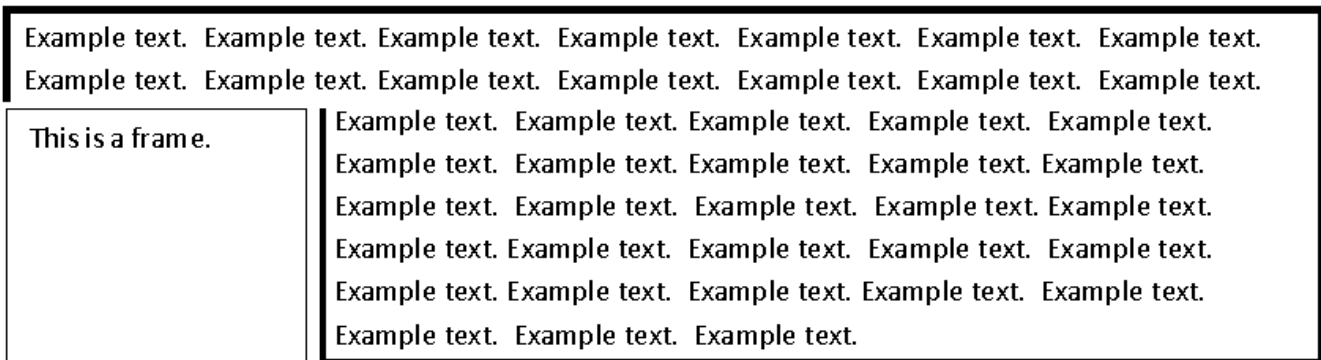 Example text.  Example text. Example text.  Example text.  Example text.  Example text.  Example text.
Example text.  Example text. Example text.  Example text.  Example text.  Example text.  Example text.
This is a frame.
Example text.  Example text. Example text.  Example text.  Example text.
Example text.  Example text. Example text.  Example text. Example text.
Example text.  Example text.  Example text.  Example text. Example text.
Example text. Example text.  Example text.  Example text.  Example text.
Example text. Example text.  Example text. Example text.  Example text.
Example text.  Example text.  Example text.